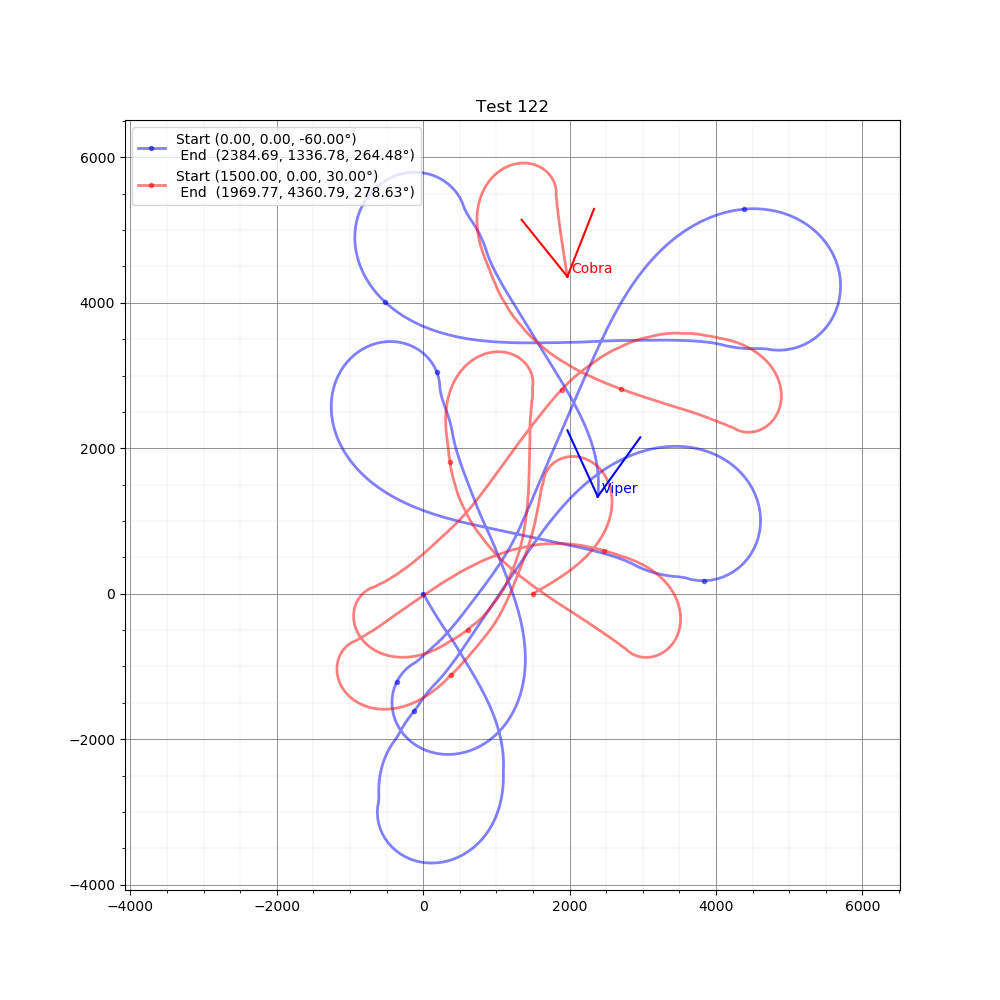 Test 122
Start (0.00, 0.00, -60.00°)
End (2384.69, 1336.78, 264.48°)
Start (1500.00, 0.00, 30.00°)
End (1969.77, 4360.79, 278.63°)
6000
4000
2000
0
−2000
−4000
Cobra
Viper
−4000
−2000
0
2000
4000
6000